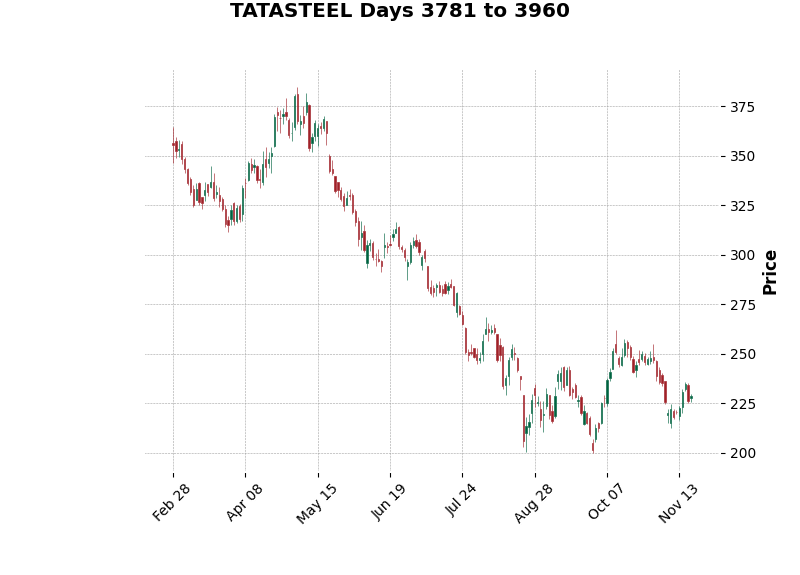 TATASTEEL Days 3781 to 3960
375
350
325
300
275
250
225
200
Price
Feb 28
Apr 08
May 15
Jun 19
Jul 24
Aug 28
Oct 07
Nov 13